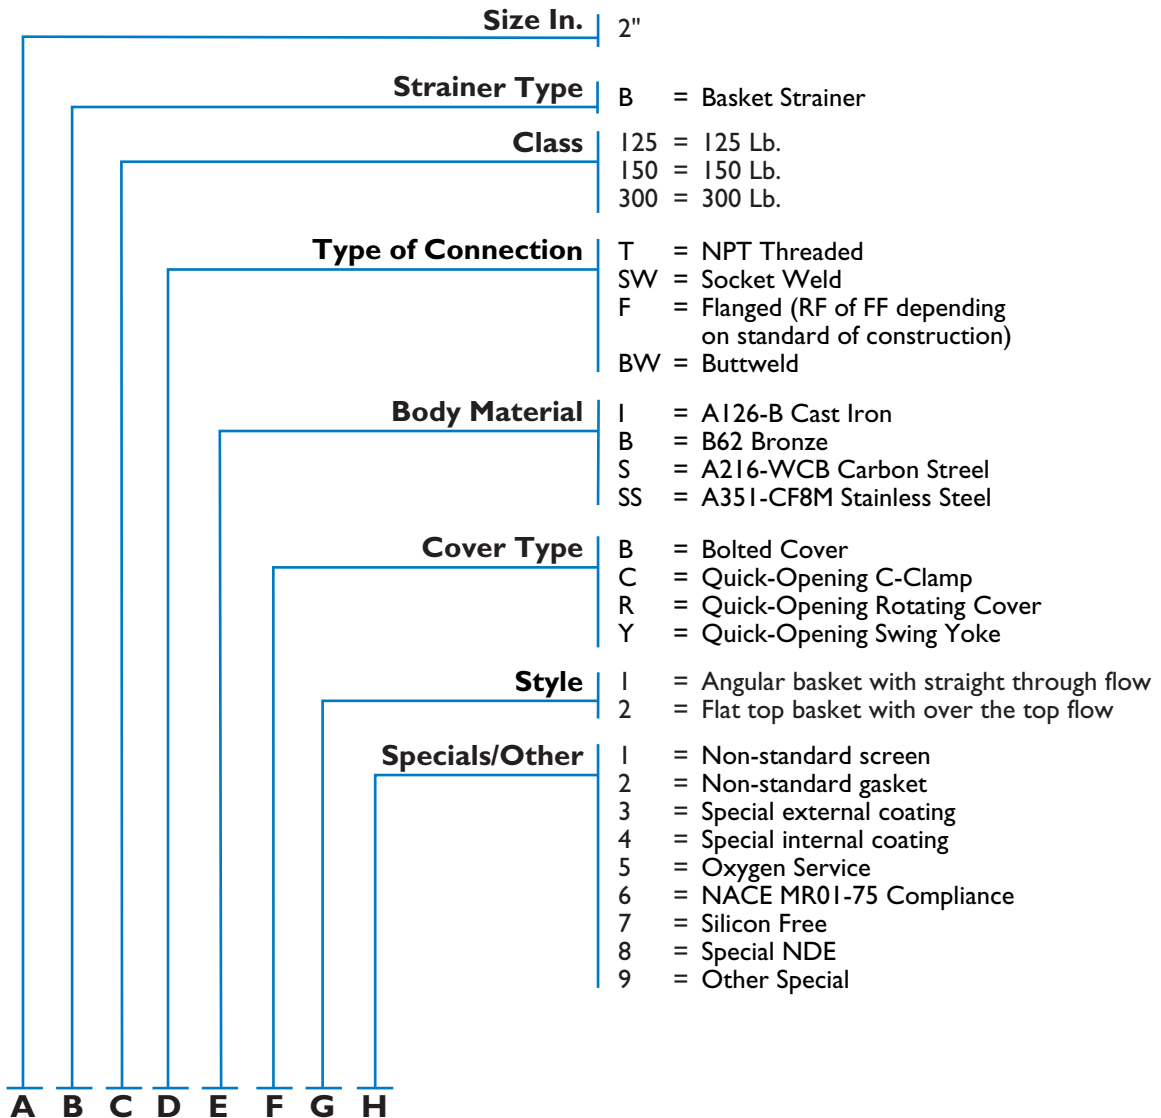 Size In. 2"
Strainer Type B = Basket Strainer
Class 125 = 125 Lb.
150 = 150 Lb.
300 = 300 Lb.
Type of Connection T = NPT Threaded
SW = Socket Weld
F = Flanged (RF of FF depending
on standard of construction)
BW = Buttweld
Body Material I = A126-B Cast Iron
B = B62 Bronze
S = A216-WCB Carbon Streel
SS = A351-CF8M Stainless Steel
Cover Type B = Bolted Cover
C = Quick-Opening C-Clamp
R = Quick-Opening Rotating Cover
Y = Quick-Opening Swing Yoke
Style 1 = Angular basket with straight through flow
2 = Flat top basket with over the top flow
Specials/Other 1 = Non-standard screen
2 = Non-standard gasket
3 = Special external coating
4 = Special internal coating
5 = Oxygen Service
6 = NACE MR01-75 Compliance
7 = Silicon Free
8 = Special NDE
9 = Other Special
A B C D E F G H